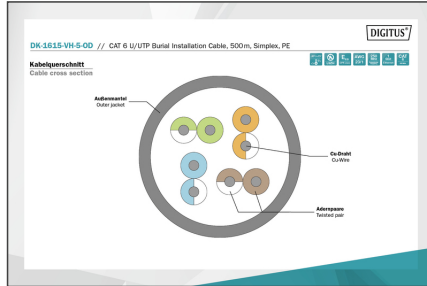 DIGITUS®
DK-1615-VH-5-OD // CAT 6 U/UTP Burial Installation Cable, 500m, Simplex, PE
Kabelquerschnitt
Cable cross section
Außenmantel
Outer jacket
Cu-Draht
Cu-Wire
Adernpaare
Twisted pair